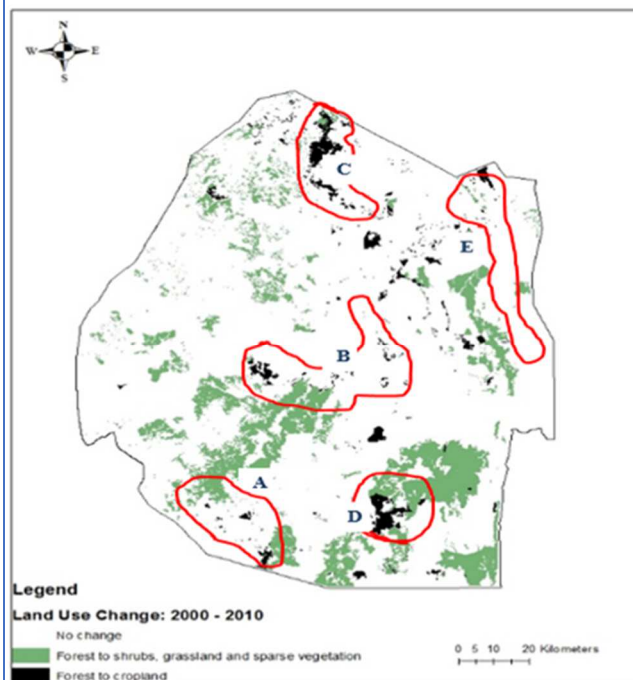 N
W E
S
C
E
B
A
D
Legend
Land Use Change: 2000 - 2010
No change
Forest to shrubs, grassland and sparse vegetation
Forest to cropland
0 5 10 20 Kilometers